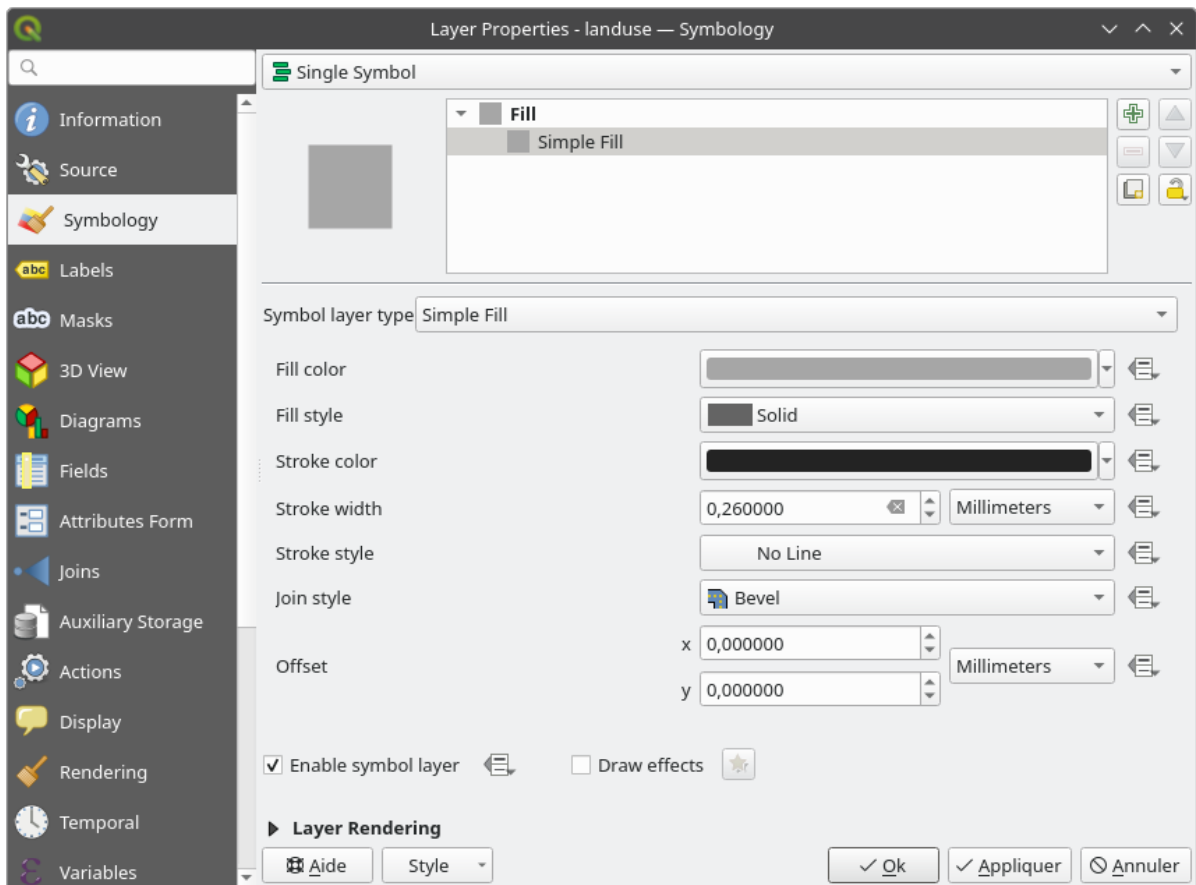 Layer Properties - landuse — Symbology
Single Symbol
Information
Source
Symbology
Labels
Masks
3D View
Diagrams
Fields
Attributes Form
Joins
Auxiliary Storage
Actions
Display
Rendering
Temporal
Variables
Fill
Simple Fill
Symbol layer type Simple Fill
Fill color
Fill style Solid
Stroke color
Stroke width 0,260000 Millimeters
Stroke style No Line
Join style Bevel
x 0,000000
Offset Millimeters
y 0,000000
Enable symbol layer Draw effects
Layer Rendering
Aide Style Ok Appliquer Annuler
abc
abc